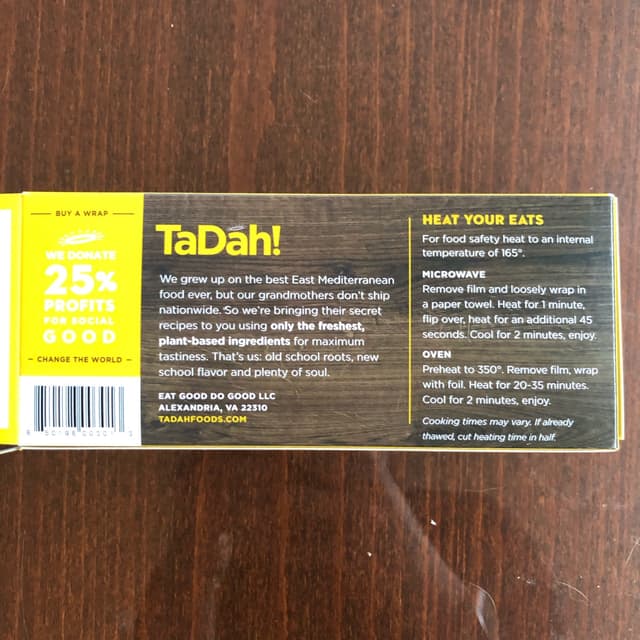 BUY A WRAP
WE DONATE
25%
PROFITS
FOR SOCIAL
GOOD
CHANGE THE WORLD
TaDah!
We grew up on the best East Mediterranean
food ever, but our grandmothers don't ship
nationwide. So we're bringing their secret
recipes to you using only the freshest,
plant-based ingredients for maximum
tastiness. That's us: old school roots, new
school flavor and plenty of soul.
EAT GOOD DO GOOD LLC
ALEXANDRIA, VA 22310
TADAHFOODS.COM
HEAT YOUR EATS
For food safety heat to an internal
temperature of 165°.
MICROWAVE
Remove film and loosely wrap in
a paper towel. Heat for 1 minute,
flip over, heat for an additional 45
seconds. Cool for 2 minutes, enjoy.
OVEN
Preheat to 350°. Remove film, wrap
with foil. Heat for 20-35 minutes.
Cool for 2 minutes, enjoy.
Cooking times may vary. If already
thawed, cut heating time in half.